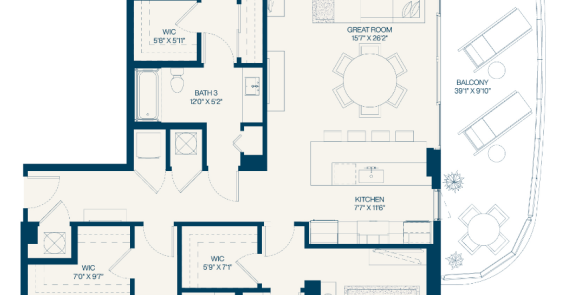 WIC
5'8" X 5'11"
GREAT ROOM
15'7" X 26'2"
BATH 3
12'0" X 5'2"
BALCONY
39'1" X 9'10"
KITCHEN
7'7" X 11'6"
WIC
7'0" X 9'7"
WIC
5'9" X 7'1"